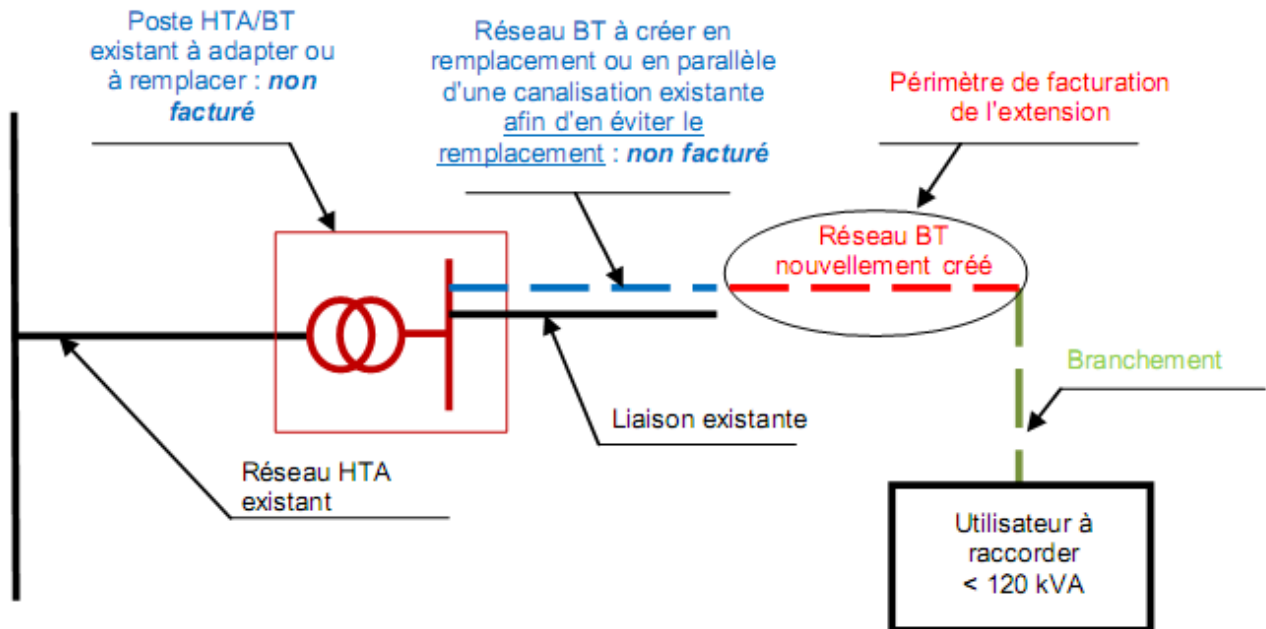 Poste HTA/BT
existant à adapter ou
à remplacer : non
facturé
Réseau BT à créer en
remplacement ou en parallèle
d'une canalisation existante
afin d'en éviter le
remplacement : non facturé
Périmètre de facturation
de l'extension
Réseau BT
nouvellement créé
Branchement
Liaison existante
Réseau HTA
existant
Utilisateur à
raccorder
< 120 kVA